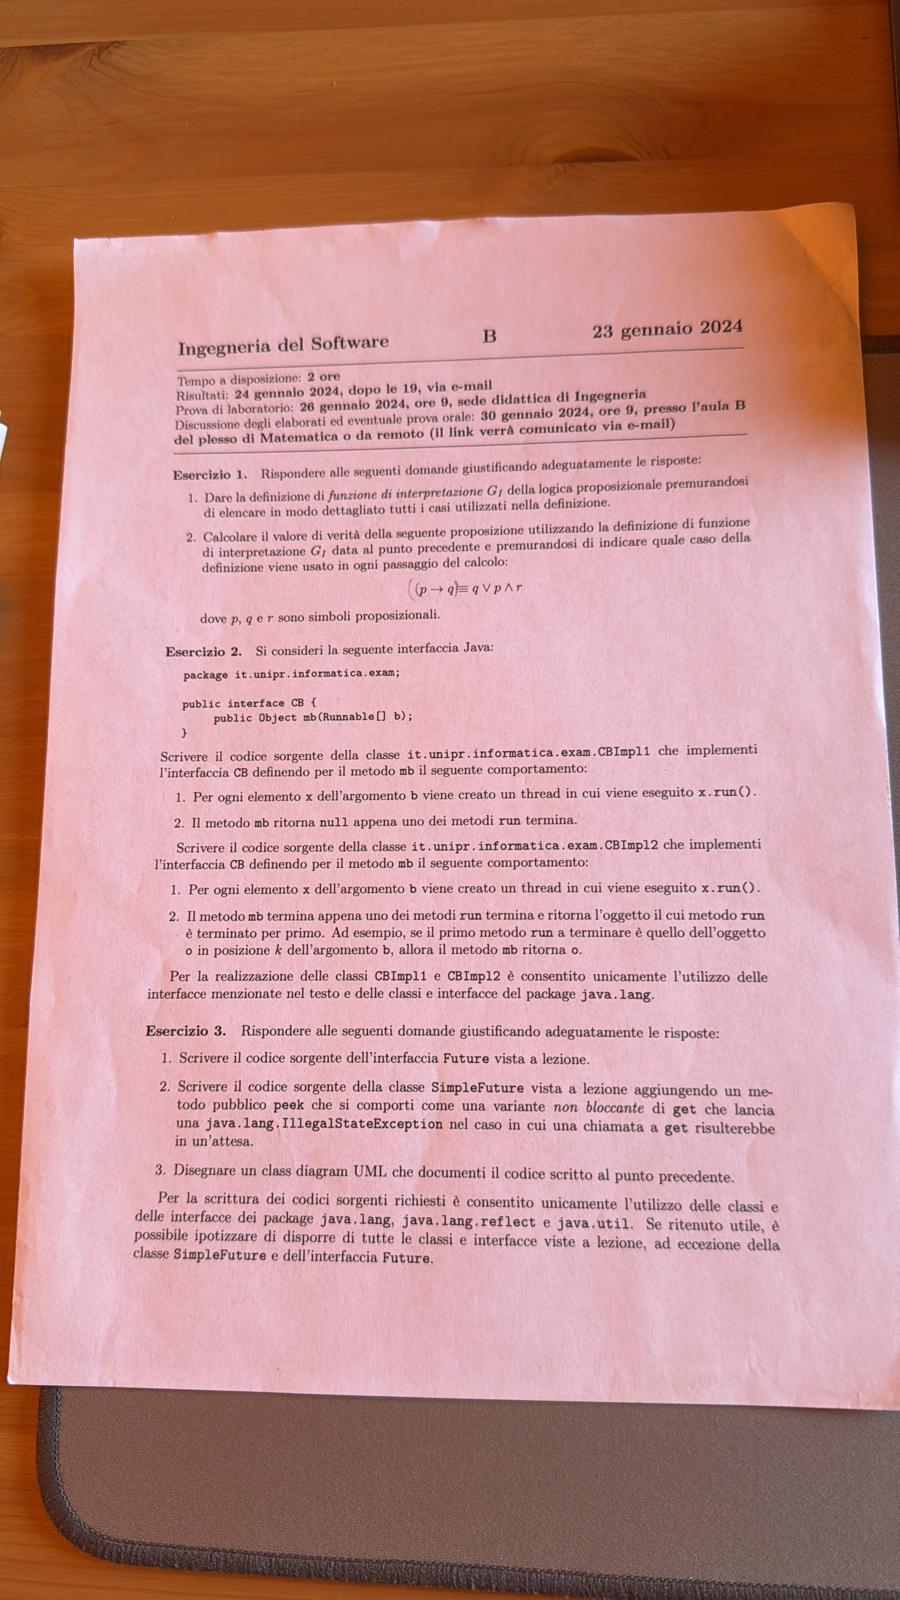 Ingegneria del Software B 23 gennaio 2024
Tempo a disposizione: 2 ore
Risultati: 24 gennaio 2024, dopo le 19, via e-mail
Prova di laboratorio: 26 gennaio 2024, ore 9, sede didattica di Ingegneria
Discussione degli elaborati ed eventuale prova orale: 30 gennaio 2024, ore 9, presso l'aula B
del plesso di Matematica o da remoto (il link verrà comunicato via e-mail)
Esercizio 1. Rispondere alle seguenti domande giustificando adeguatamente le risposte:
1. Dare la definizione di funzione di interpretazione G_I della logica proposizionale premurandosi
di elencare in modo dettagliato tutti i casi utilizzati nella definizione.
2. Calcolare il valore di verità della seguente proposizione utilizzando la definizione di funzione
di interpretazione G_I data al punto precedente e premurandosi di indicare quale caso della
definizione viene usato in ogni passaggio del calcolo:
((p → q)≡ q ∨ p ∧ r
dove p, q e r sono simboli proposizionali.
Esercizio 2. Si consideri la seguente interfaccia Java:
package it.unipr.informatica.exam;
public interface CB {
public Object mb(Runnable[] b);
}
Scrivere il codice sorgente della classe it.unipr.informatica.exam.CBImpl1 che implementi
l'interfaccia CB definendo per il metodo mb il seguente comportamento:
1. Per ogni elemento x dell'argomento b viene creato un thread in cui viene eseguito x.run().
2. Il metodo mb ritorna null appena uno dei metodi run termina.
Scrivere il codice sorgente della classe it.unipr.informatica.exam.CBImpl2 che implementi
l'interfaccia CB definendo per il metodo mb il seguente comportamento:
1. Per ogni elemento x dell'argomento b viene creato un thread in cui viene eseguito x.run().
2. Il metodo mb termina appena uno dei metodi run termina e ritorna l'oggetto il cui metodo run
è terminato per primo. Ad esempio, se il primo metodo run a terminare è quello dell'oggetto
o in posizione k dell'argomento b, allora il metodo mb ritorna o.
Per la realizzazione delle classi CBImpl1 e CBImpl2 è consentito unicamente l'utilizzo delle
interfacce menzionate nel testo e delle classi e interfacce del package java.lang.
Esercizio 3. Rispondere alle seguenti domande giustificando adeguatamente le risposte:
1. Scrivere il codice sorgente dell'interfaccia Future vista a lezione.
2. Scrivere il codice sorgente della classe SimpleFuture vista a lezione aggiungendo un me-
todo pubblico peek che si comporti come una variante non bloccante di get che lancia
una java.lang.IllegalStateException nel caso in cui una chiamata a get risulterebbe
in un'attesa.
3. Disegnare un class diagram UML che documenti il codice scritto al punto precedente.
Per la scrittura dei codici sorgenti richiesti è consentito unicamente l'utilizzo delle classi e
delle interfacce dei package java.lang, java.lang.reflect e java.util. Se ritenuto utile, è
possibile ipotizzare di disporre di tutte le classi e interfacce viste a lezione, ad eccezione della
classe SimpleFuture e dell'interfaccia Future.